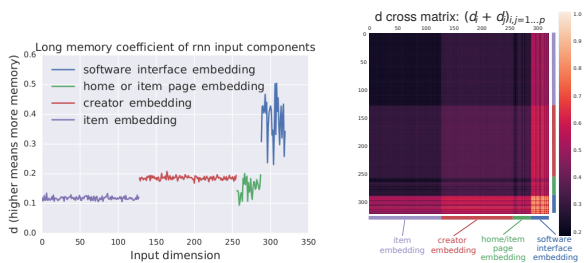 Long memory coefficient of rnn input components
d (higher means more memory)
0.6
0.5
0.4
0.3
0.2
0.1
0.0
software interface embedding
home or item page embedding
creator embedding
item embedding
0 50 100 150 200 250 300 350
Input dimension
d cross matrix: (d_i + d_j)_{i,j=1...p}
0 50 100 150 200 250 300
0
50
100
150
200
250
300
item
embedding
creator
embedding
home/item
page
embedding
software
interface
embedding
1.0
0.9
0.8
0.7
0.6
0.5
0.4
0.3
0.2